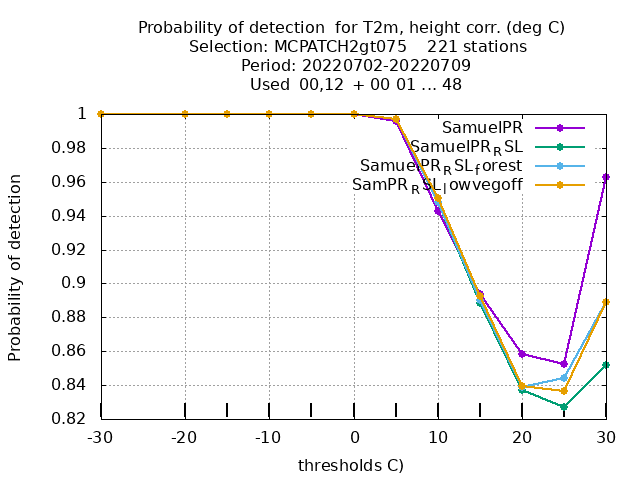 Probability of detection  for T2m, height corr. (deg C)
Selection: MCPATCH2gt075    221 stations
Period: 20220702-20220709
Used  00,12  + 00 01 ... 48
SamuelPR
SamuelPR_RSL
SamuelPR_RSL_forest
SamPR_RSL_lowvegoff
Probability of detection
1
0.98
0.96
0.94
0.92
0.9
0.88
0.86
0.84
0.82
-30
-20
-10
0
10
20
30
thresholds C)